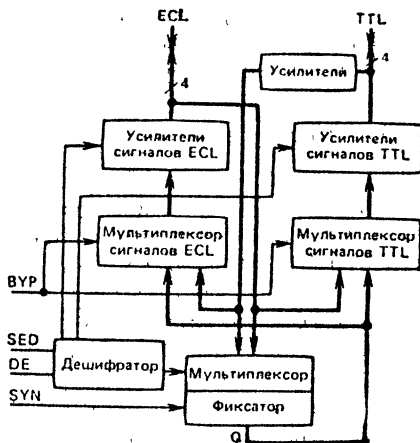 ECL
TTL
4
4
Усилители
Усилители
сигналов ECL
Усилители
сигналов TTL
Мультиплексор
сигналов ECL
Мультиплексор
сигналов TTL
BYP
SED
DE
SYN
Дешифратор
Мультиплексор
Фиксатор
Q